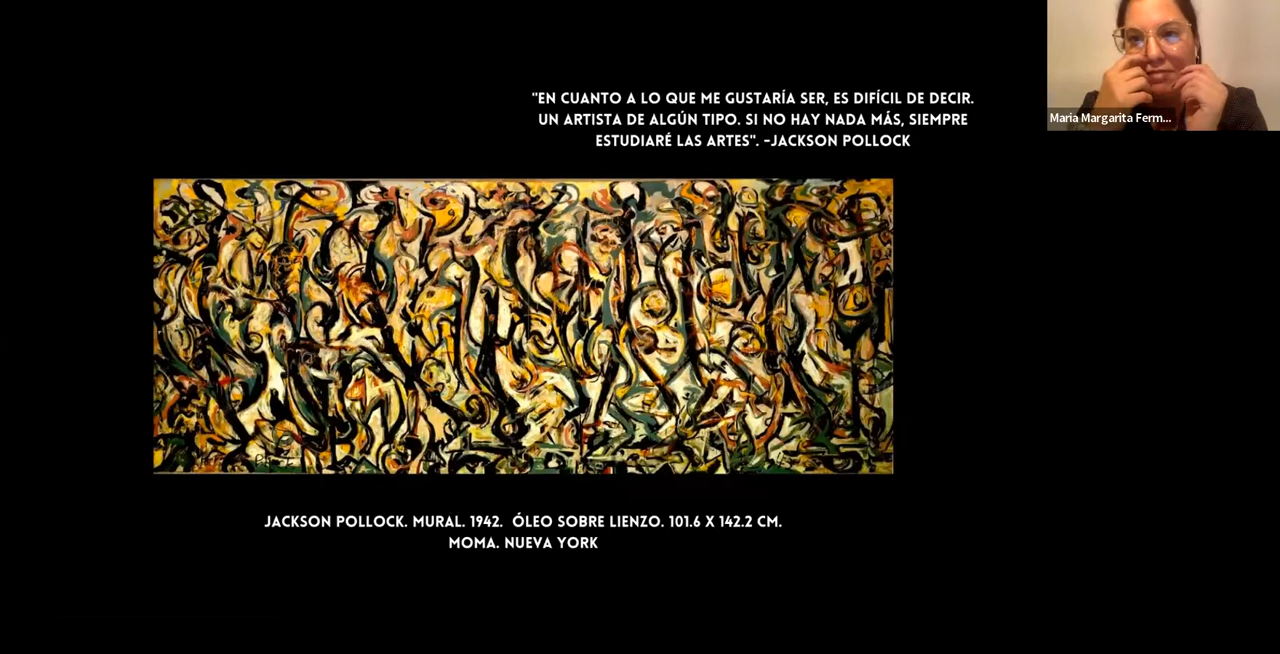 "EN CUANTO A LO QUE ME GUSTARÍA SER, ES DIFÍCIL DE DECIR.
UN ARTISTA DE ALGÚN TIPO. SI NO HAY NADA MÁS, SIEMPRE
ESTUDIARÉ LAS ARTES". -JACKSON POLLOCK
Maria Margarita Ferm...
JACKSON POLLOCK. MURAL. 1942. ÓLEO SOBRE LIENZO. 101.6 X 142.2 CM.
MOMA. NUEVA YORK